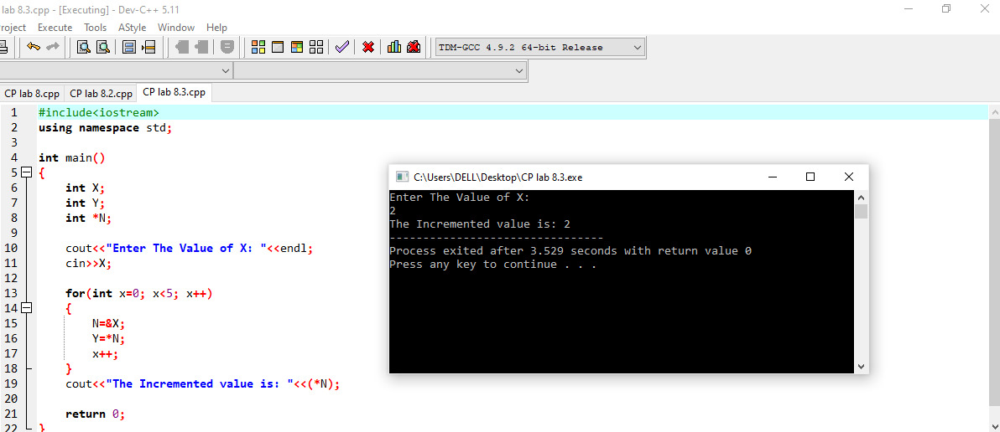 lab 8.3.cpp - [Executing] - Dev-C++ 5.11
roject Execute Tools AStyle Window Help
TDM-GCC 4.9.2 64-bit Release
CP lab 8.cpp CP lab 8.2.cpp CP lab 8.3.cpp
1 #include<iostream>
2 using namespace std;
3
4 int main()
5 {
6 int X;
7 int Y;
8 int *N;
9
10 cout<<"Enter The Value of X: "<<endl;
11 cin>>X;
12
13 for(int x=0; x<5; x++)
14 {
15 N=&X;
16 Y=*N;
17 x++;
18 }
19 cout<<"The Incremented value is: "<<(*N);
20
21 return 0;
22 }
C:\Users\DELL\Desktop\CP lab 8.3.exe
Enter The Value of X:
2
The Incremented value is: 2
--------------------------------
Process exited after 3.529 seconds with return value 0
Press any key to continue . . .